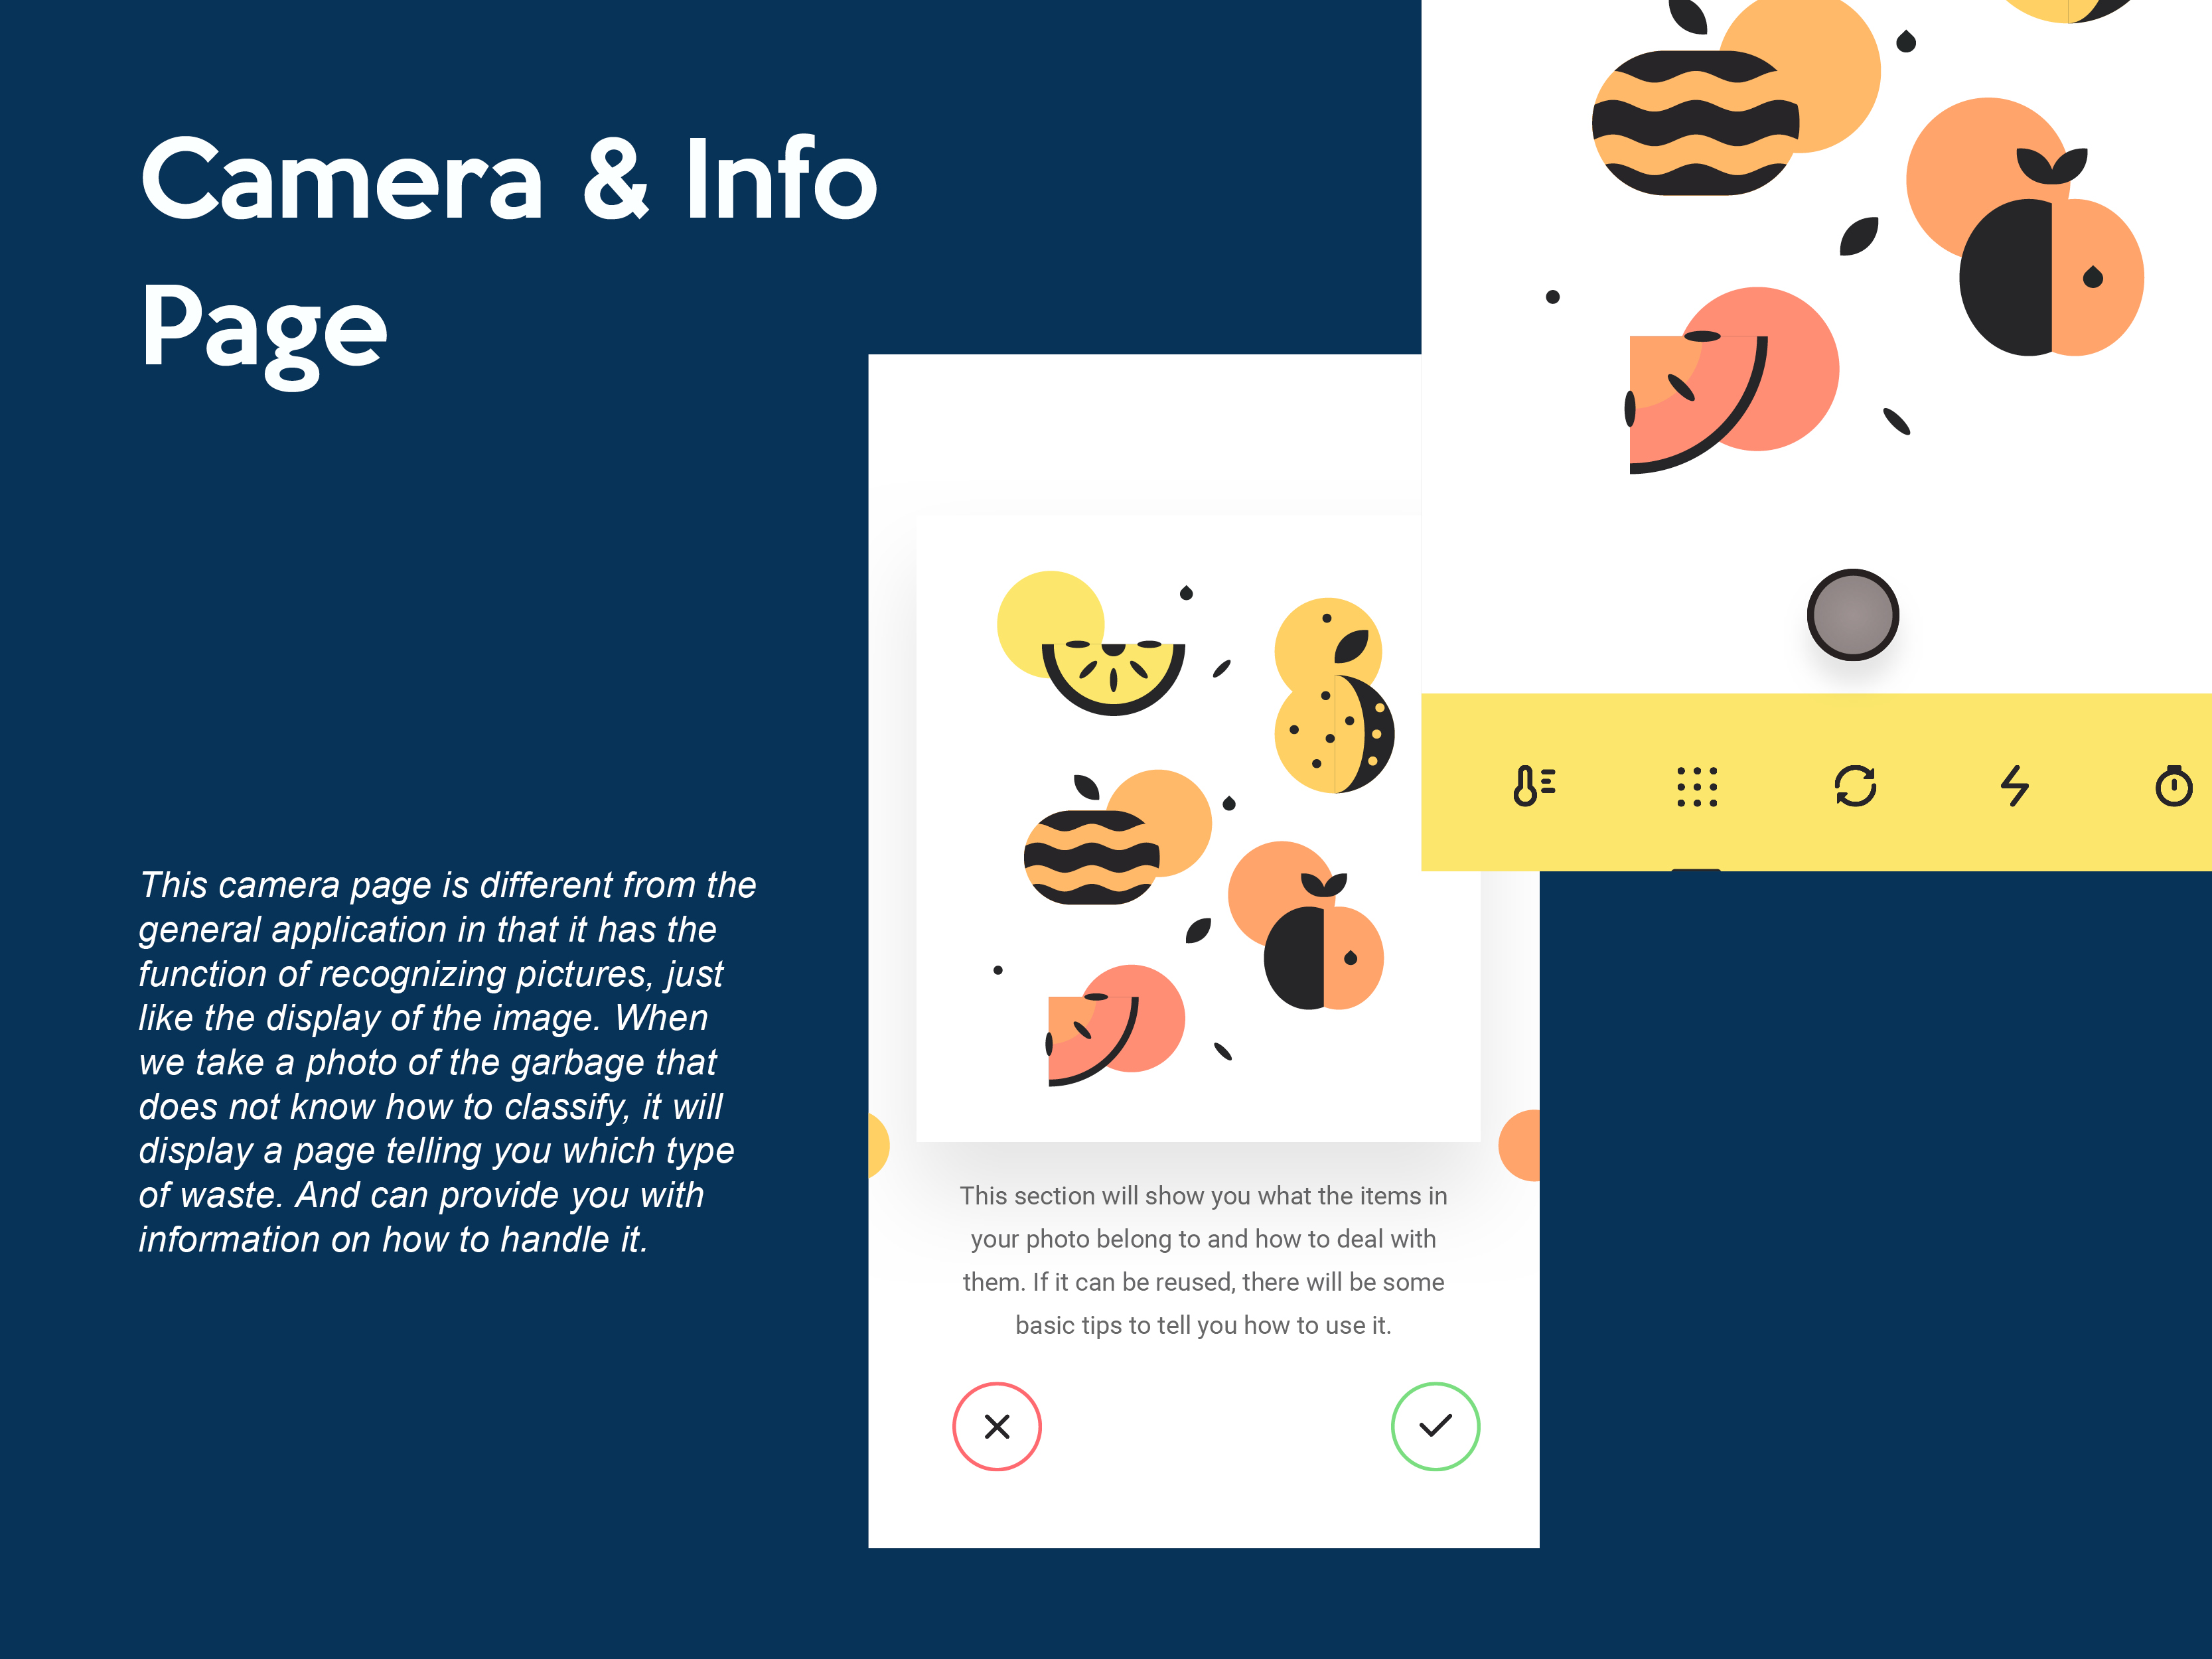 Camera & Info
Page
This camera page is different from the
general application in that it has the
function of recognizing pictures, just
like the display of the image. When
we take a photo of the garbage that
does not know how to classify, it will
display a page telling you which type
of waste. And can provide you with
information on how to handle it.
This section will show you what the items in
your photo belong to and how to deal with
them. If it can be reused, there will be some
basic tips to tell you how to use it.